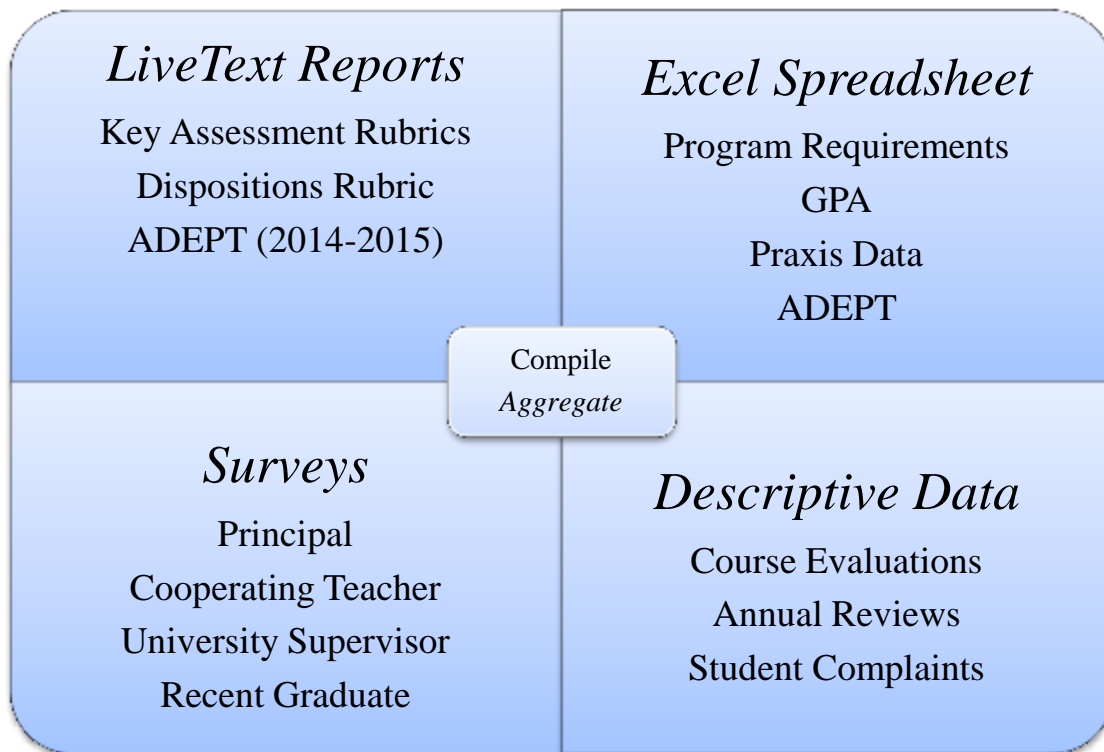 LiveText Reports
Key Assessment Rubrics
Dispositions Rubric
ADEPT (2014-2015)
Excel Spreadsheet
Program Requirements
GPA
Praxis Data
ADEPT
Compile
Aggregate
Surveys
Principal
Cooperating Teacher
University Supervisor
Recent Graduate
Descriptive Data
Course Evaluations
Annual Reviews
Student Complaints